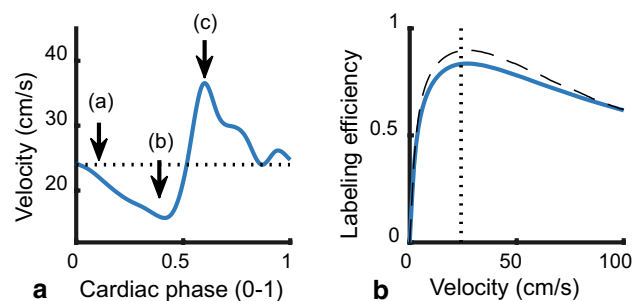 (c)
(a)
(b)
40
30
20
Velocity (cm/s)
0
0.5
1
a
Cardiac phase (0-1)
1
0.5
0
Labeling efficiency
0
50
100
b
Velocity (cm/s)